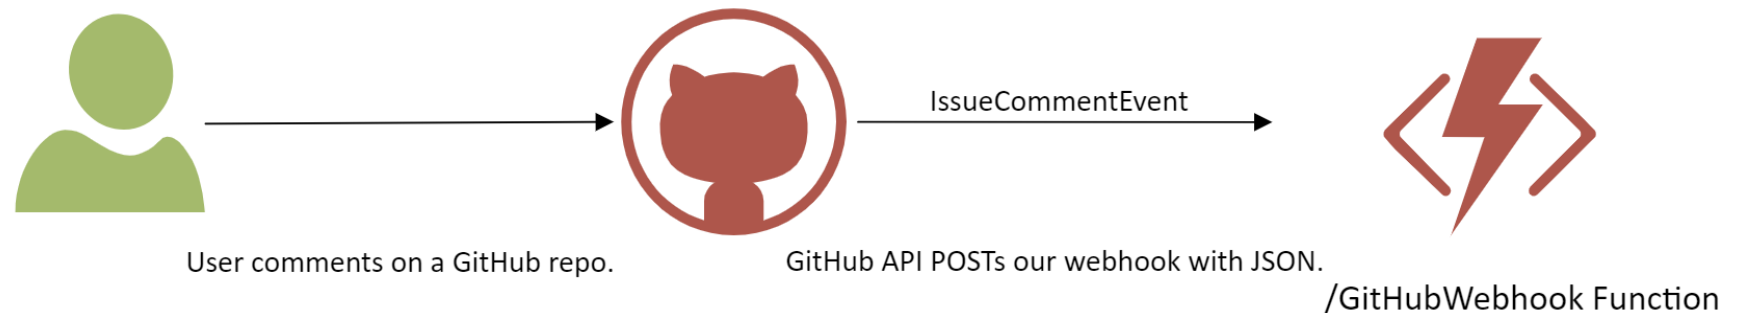 IssueCommentEvent
User comments on a GitHub repo.
GitHub API POSTs our webhook with JSON.
/GitHubWebhook Function